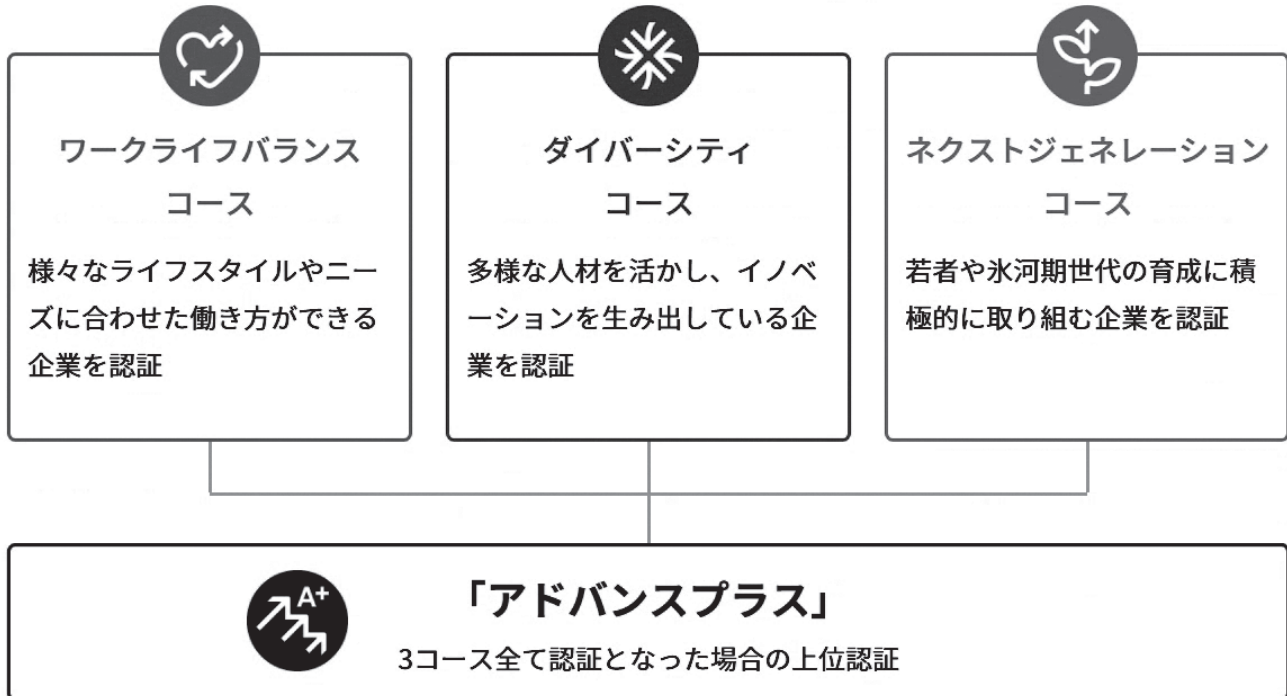 ワークライフバランス
コース
様々なライフスタイルやニー
ズに合わせた働き方ができる
企業を認証
ダイバーシティ
コース
多様な人材を活かし、イノベ
ーションを生み出している企
業を認証
ネクストジェネレーション
コース
若者や氷河期世代の育成に積
極的に取り組む企業を認証
A+
「アドバンスプラス」
3コース全て認証となった場合の上位認証